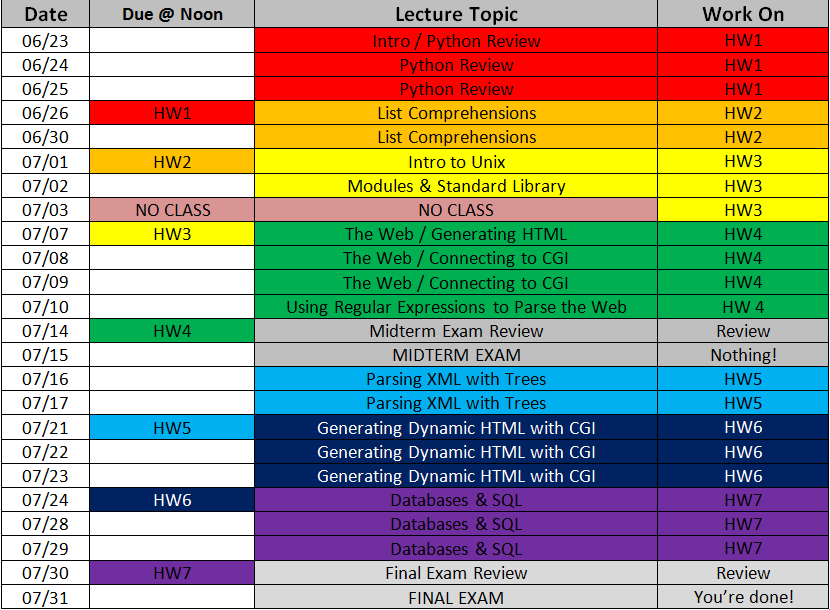 Date Due @ Noon Lecture Topic Work On
06/23 Intro / Python Review HW1
06/24 Python Review HW1
06/25 Python Review HW1
06/26 HW1 List Comprehensions HW2
06/30 List Comprehensions HW2
07/01 HW2 Intro to Unix HW3
07/02 Modules & Standard Library HW3
07/03 NO CLASS NO CLASS HW3
07/07 HW3 The Web / Generating HTML HW4
07/08 The Web / Connecting to CGI HW4
07/09 The Web / Connecting to CGI HW4
07/10 Using Regular Expressions to Parse the Web HW 4
07/14 HW4 Midterm Exam Review Review
07/15 MIDTERM EXAM Nothing!
07/16 Parsing XML with Trees HW5
07/17 Parsing XML with Trees HW5
07/21 HW5 Generating Dynamic HTML with CGI HW6
07/22 Generating Dynamic HTML with CGI HW6
07/23 Generating Dynamic HTML with CGI HW6
07/24 HW6 Databases & SQL HW7
07/28 Databases & SQL HW7
07/29 Databases & SQL HW7
07/30 HW7 Final Exam Review Review
07/31 FINAL EXAM You're done!